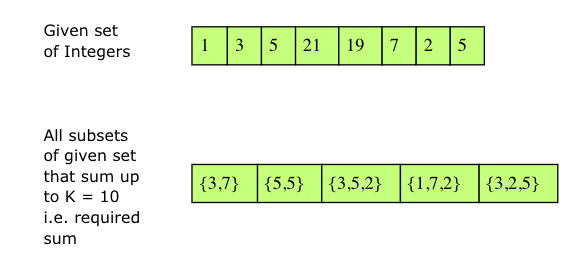 Given set
of Integers
1 3 5 21 19 7 2 5
All subsets
of given set
that sum up
to K = 10
i.e. required
sum
{3,7} {5,5} {3,5,2} {1,7,2} {3,2,5}